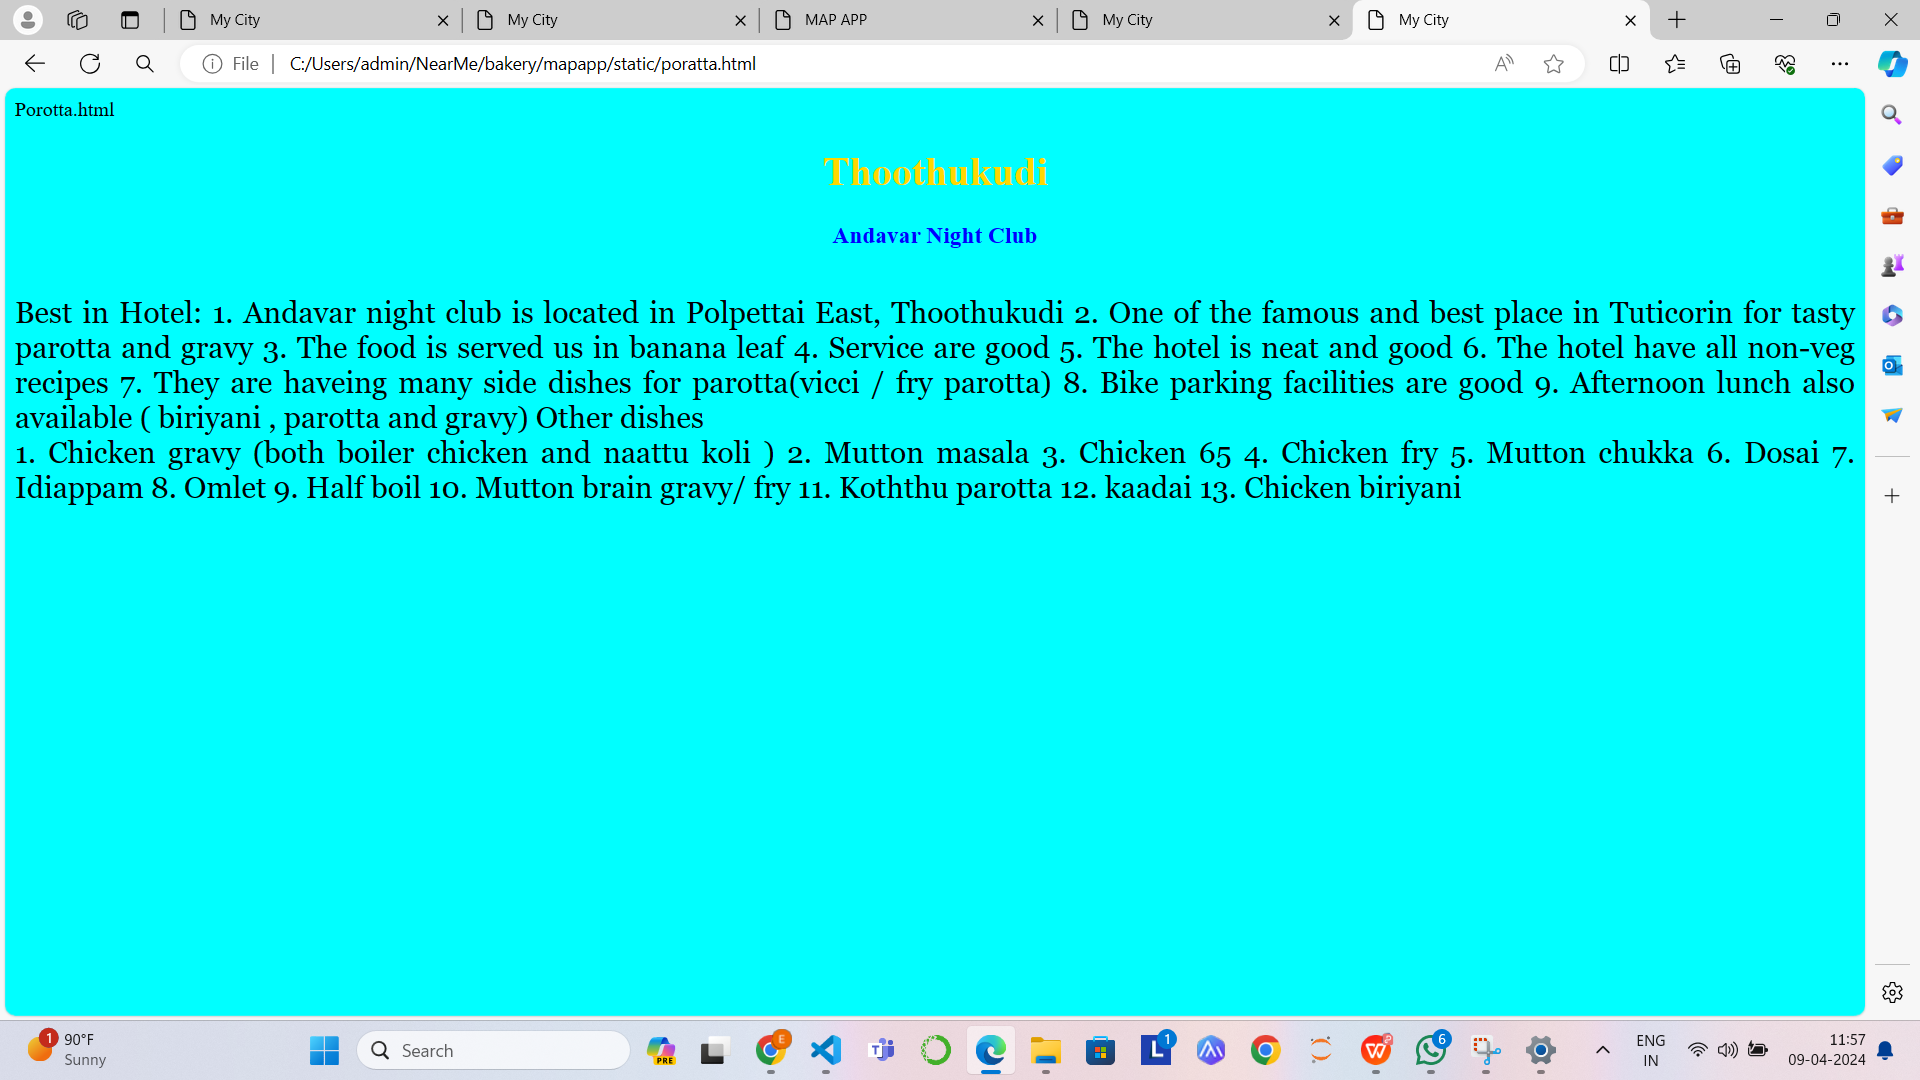 My City
My City
MAP APP
My City
My City
File
C:/Users/admin/NearMe/bakery/mapapp/static/poratta.html
Porotta.html
Thoothukudi
Andavar Night Club
Best in Hotel: 1. Andavar night club is located in Polpettai East, Thoothukudi 2. One of the famous and best place in Tuticorin for tasty
parotta and gravy 3. The food is served us in banana leaf 4. Service are good 5. The hotel is neat and good 6. The hotel have all non-veg
recipes 7. They are haveing many side dishes for parotta(vicci / fry parotta) 8. Bike parking facilities are good 9. Afternoon lunch also
available ( biriyani , parotta and gravy) Other dishes
1. Chicken gravy (both boiler chicken and naattu koli ) 2. Mutton masala 3. Chicken 65 4. Chicken fry 5. Mutton chukka 6. Dosai 7.
Idiappam 8. Omlet 9. Half boil 10. Mutton brain gravy/ fry 11. Koththu parotta 12. kaadai 13. Chicken biriyani
1
90°F
Sunny
Search
PRE
E
1
6
ENG
IN
11:57
09-04-2024